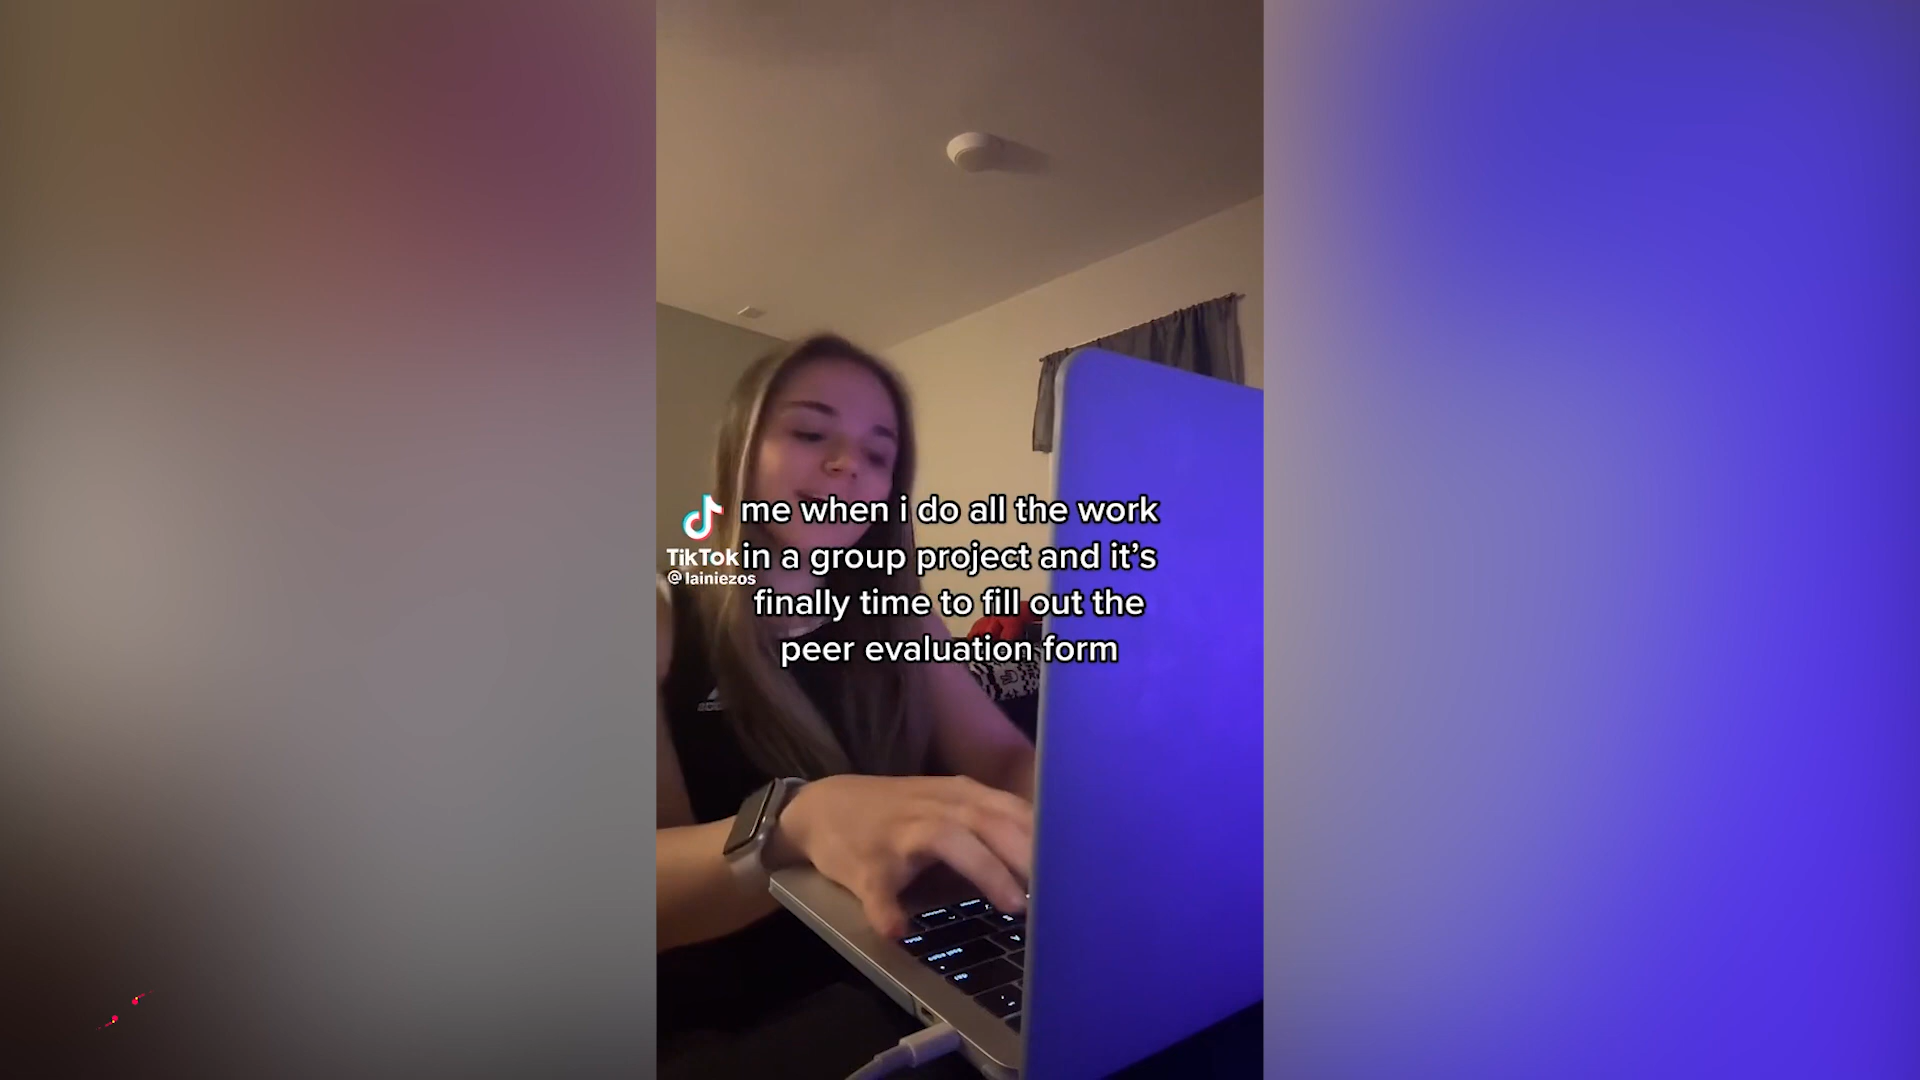 me when i do all the work
in a group project and it's
finally time to fill out the
peer evaluation form
TikTok
@lainiezos